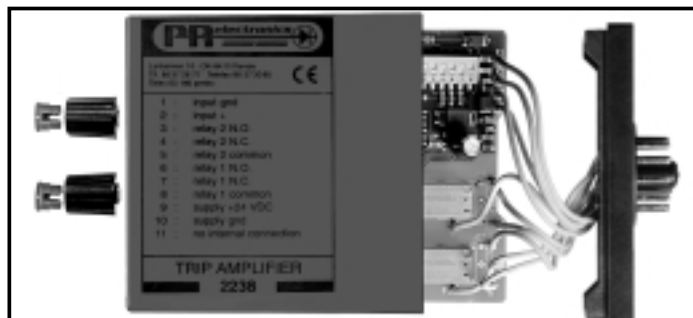 PR electronics
CE
1 : input gnd
2 : input +
3 : relay 2 N.O.
4 : relay 2 N.C.
5 : relay 2 common
6 : relay 1 N.O.
7 : relay 1 N.C.
8 : relay 1 common
9 : supply +24 VDC
10 : supply gnd
11 : no internal connection
TRIP AMPLIFIER
2238